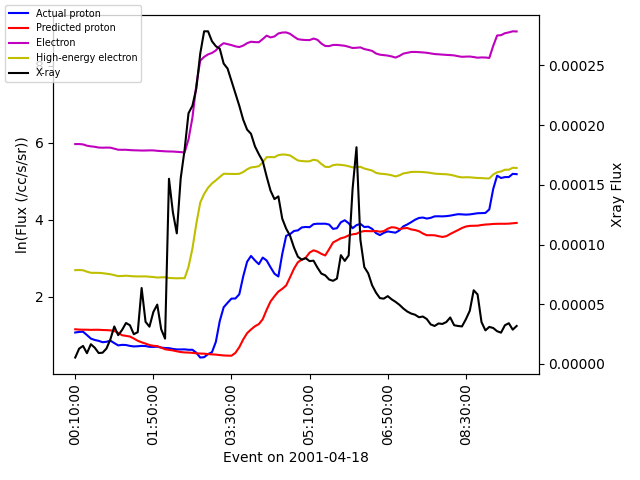 Actual proton
Predicted proton
Electron
High-energy electron
X-ray
6
4
2
ln(Flux (/cc/s/sr))
0.00025
0.00020
0.00015
0.00010
0.00005
0.00000
Xray Flux
00:10:00
01:50:00
03:30:00
05:10:00
06:50:00
08:30:00
Event on 2001-04-18